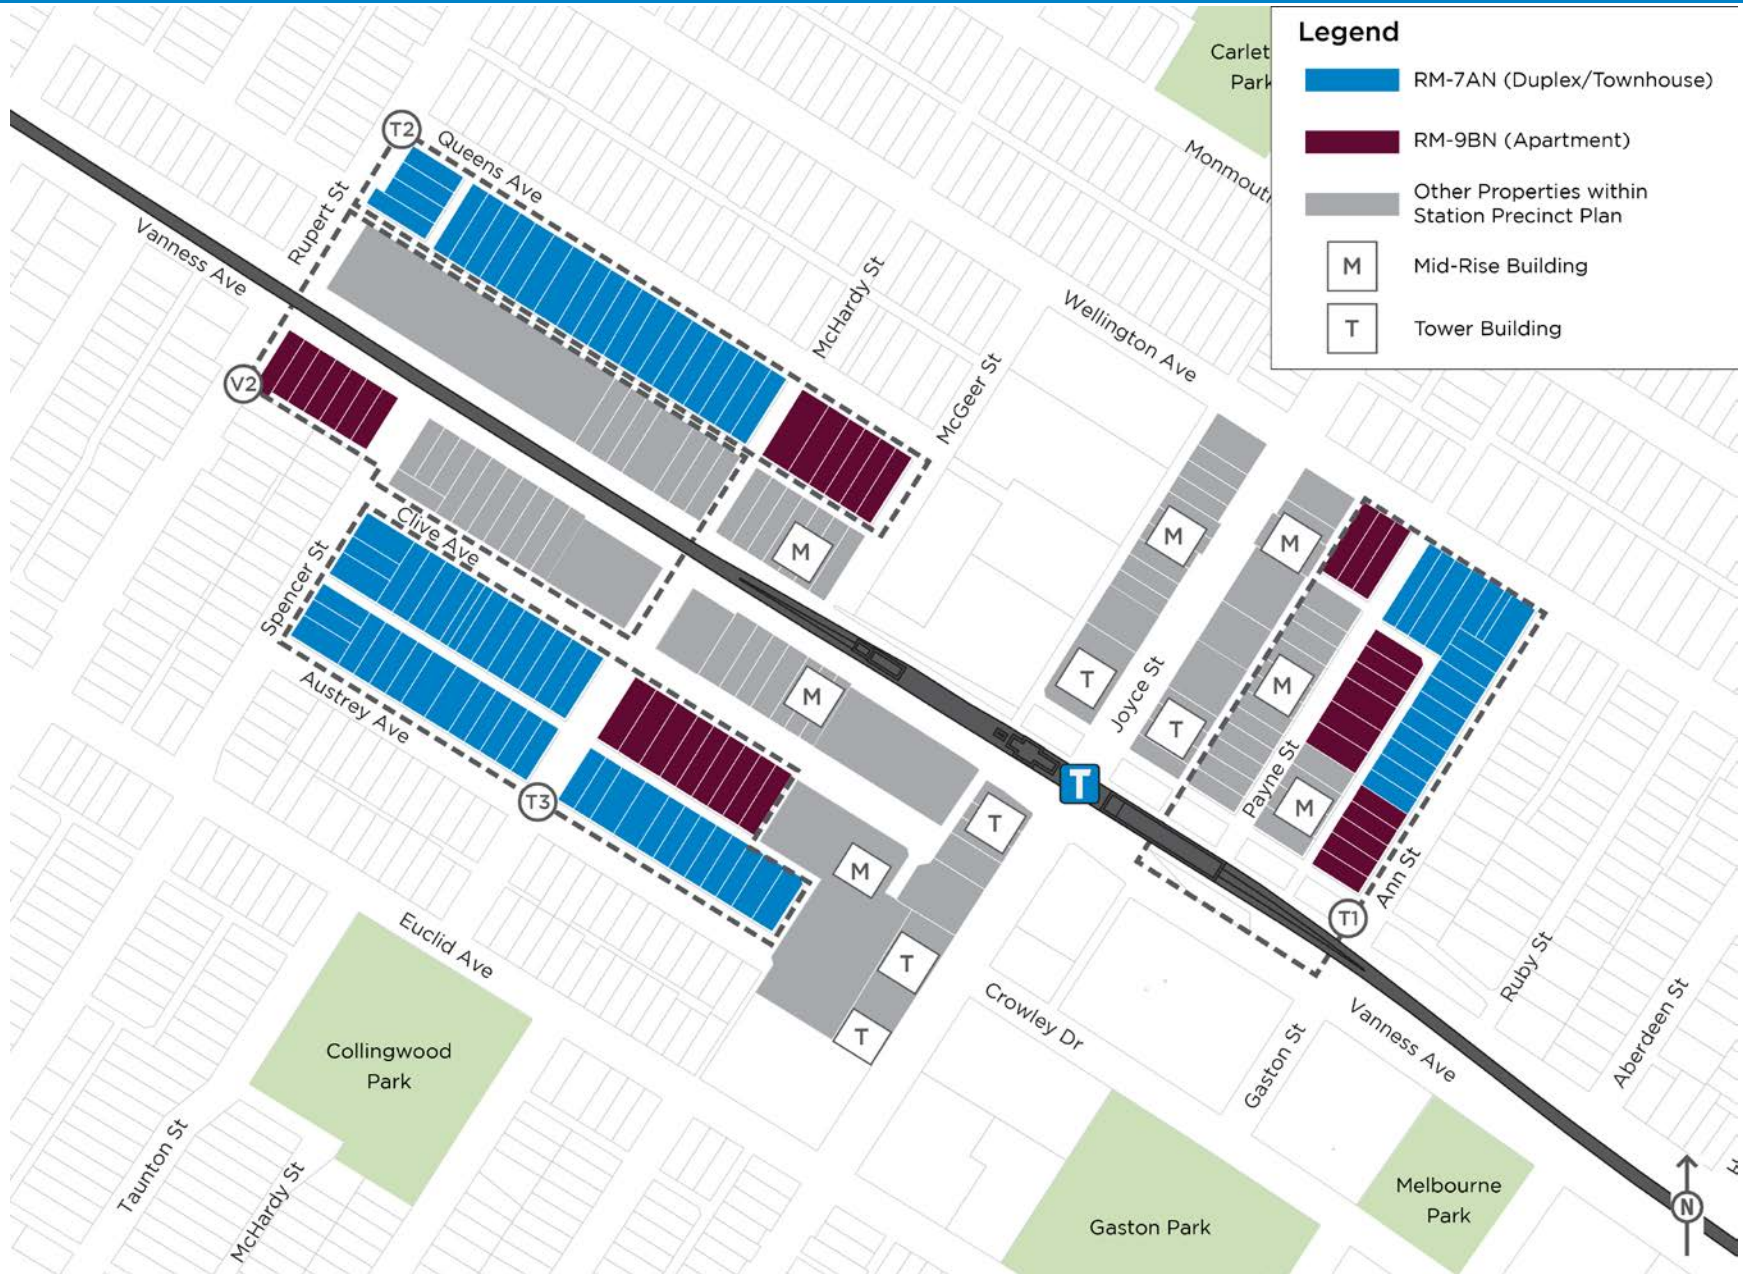 Legend
RM-7AN (Duplex/Townhouse)
RM-9BN (Apartment)
Other Properties within
Station Precinct Plan
M
Mid-Rise Building
T
Tower Building
Carlet
Park
T2
Queens Ave
Monmouth
Rupert St
Vanness Ave
McHardy St
Wellington Ave
McGeer St
V2
M
M
M
Clive Ave
Spencer St
T
Joyce St
M
M
Austrey Ave
T
Payne St
T
T3
T
M
M
Ann St
T1
Euclid Ave
T
Ruby St
Aberdeen St
Crowley Dr
Vanness Ave
T
Collingwood
Park
Gaston St
Taunton St
McHardy St
Gaston Park
Melbourne
Park
N